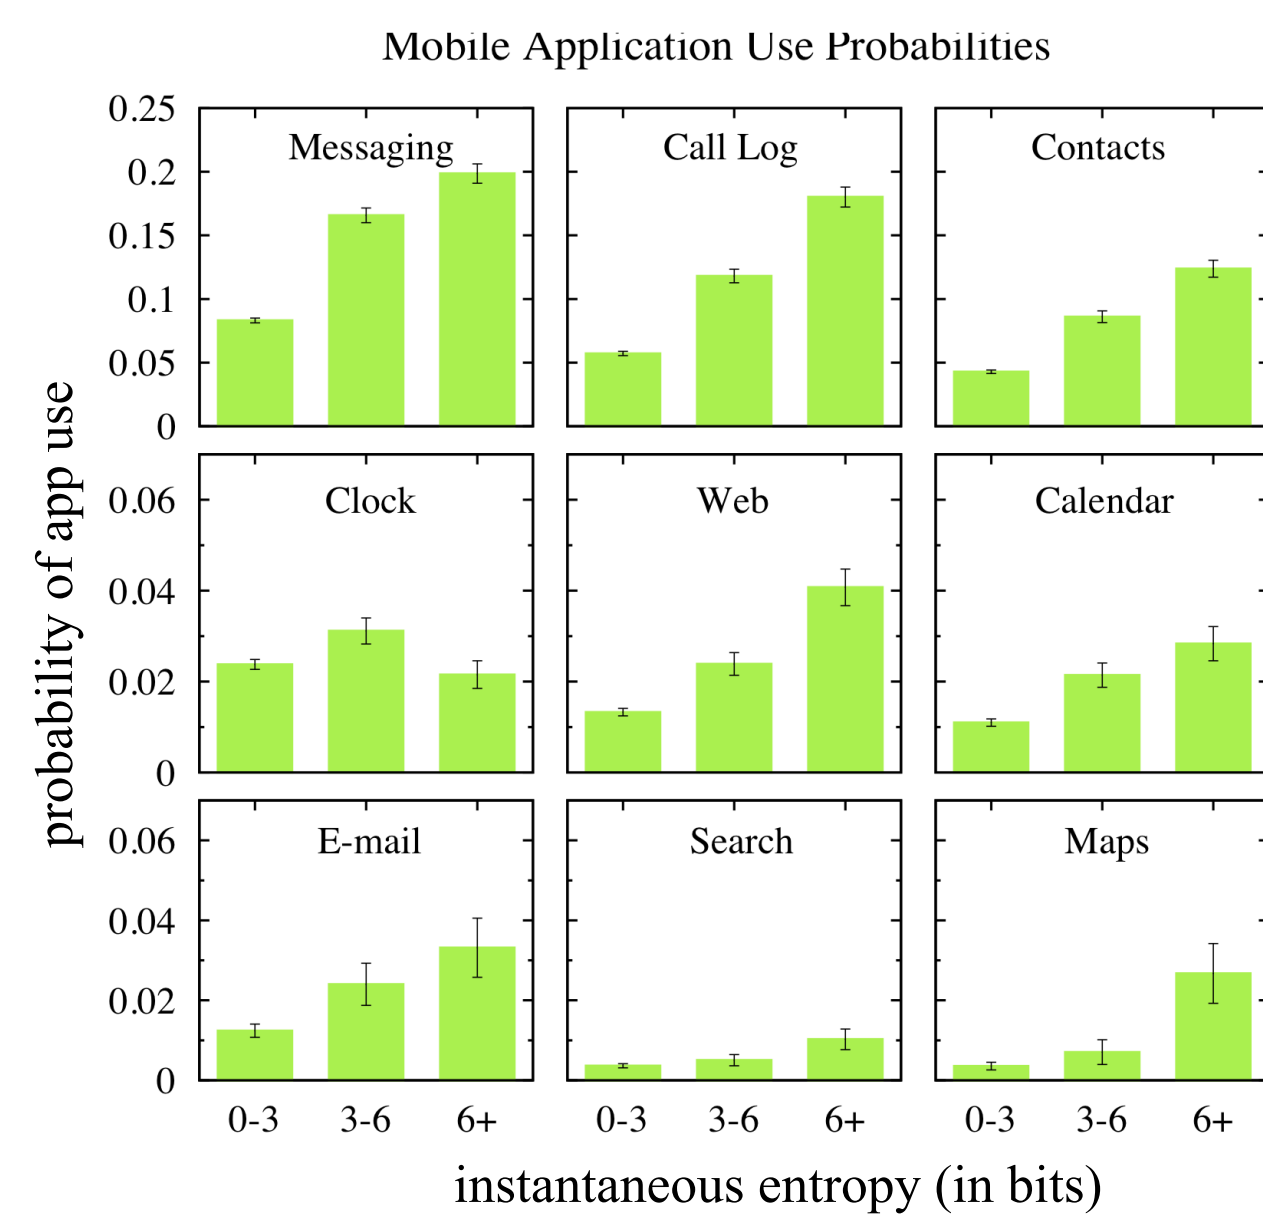 Mobile Application Use Probabilities
0.25
0.2
0.15
0.1
0.05
0
Messaging
Call Log
Contacts
probability of app use
0.06
0.04
0.02
0
Clock
Web
Calendar
0.06
0.04
0.02
0
E-mail
Search
Maps
0-3 3-6 6+ 0-3 3-6 6+ 0-3 3-6 6+
instantaneous entropy (in bits)